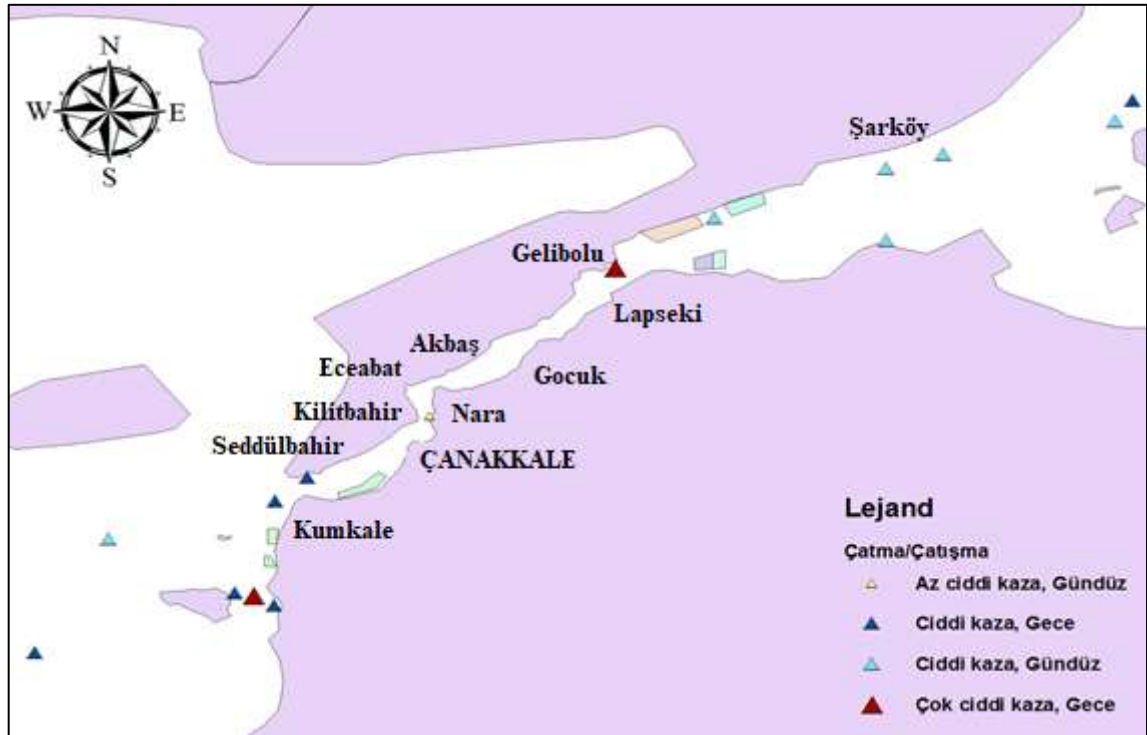 N
W E
S
Şarköy
Gelibolu
Lapseki
Akbaş
Eceabat
Gocuk
Kilitbahir
Nara
Seddülbahir
ÇANAKKALE
Kumkale
Lejand
Çatma/Çatışma
Az ciddi kaza, Gündüz
Ciddi kaza, Gece
Ciddi kaza, Gündüz
Çok ciddi kaza, Gece